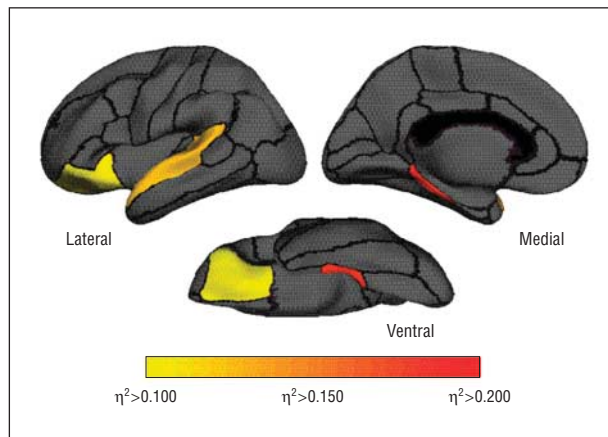 Lateral
Medial
Ventral
η²>0.100
η²>0.150
η²>0.200